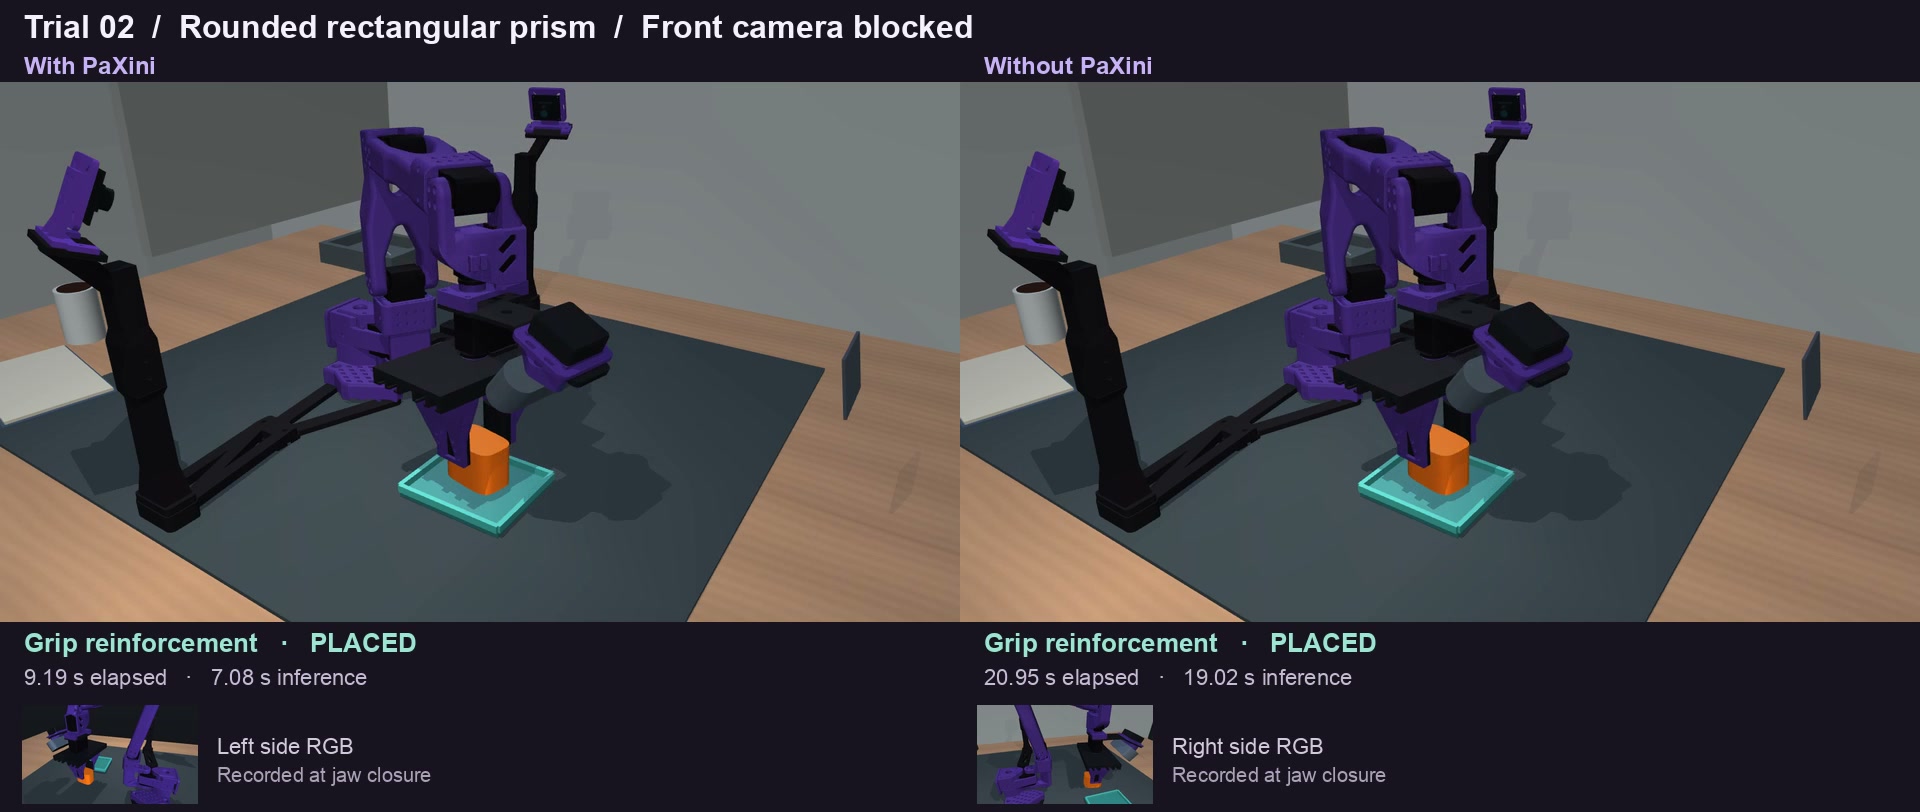 Trial 02 / Rounded rectangular prism / Front camera blocked
With PaXini
Without PaXini
Grip reinforcement · PLACED
9.19 s elapsed · 7.08 s inference
Left side RGB
Recorded at jaw closure
Grip reinforcement · PLACED
20.95 s elapsed · 19.02 s inference
Right side RGB
Recorded at jaw closure